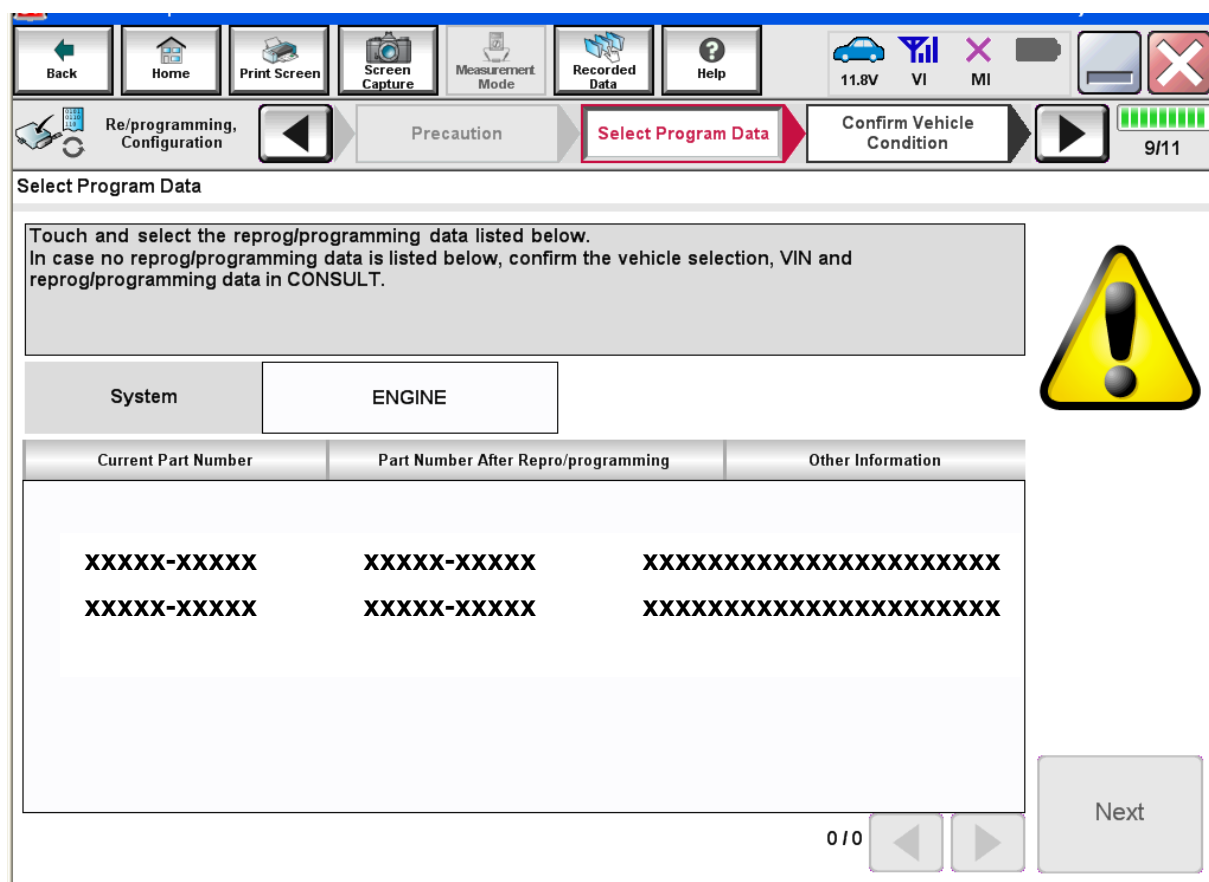 Back
Home
Print Screen
Screen
Capture
Measurement
Mode
Recorded
Data
Help
11.8V
VI
MI
Re/programming,
Configuration
Precaution
Select Program Data
Confirm Vehicle
Condition
9/11
Select Program Data
Touch and select the reprog/programming data listed below.
In case no reprog/programming data is listed below, confirm the vehicle selection, VIN and
reprog/programming data in CONSULT.
System
ENGINE
Current Part Number
Part Number After Repro/programming
Other Information
XXXXX-XXXXX XXXXX-XXXXX XXXXXXXXXXXXXXXXXXXXXX
XXXXX-XXXXX XXXXX-XXXXX XXXXXXXXXXXXXXXXXXXXXX
0/0
Next